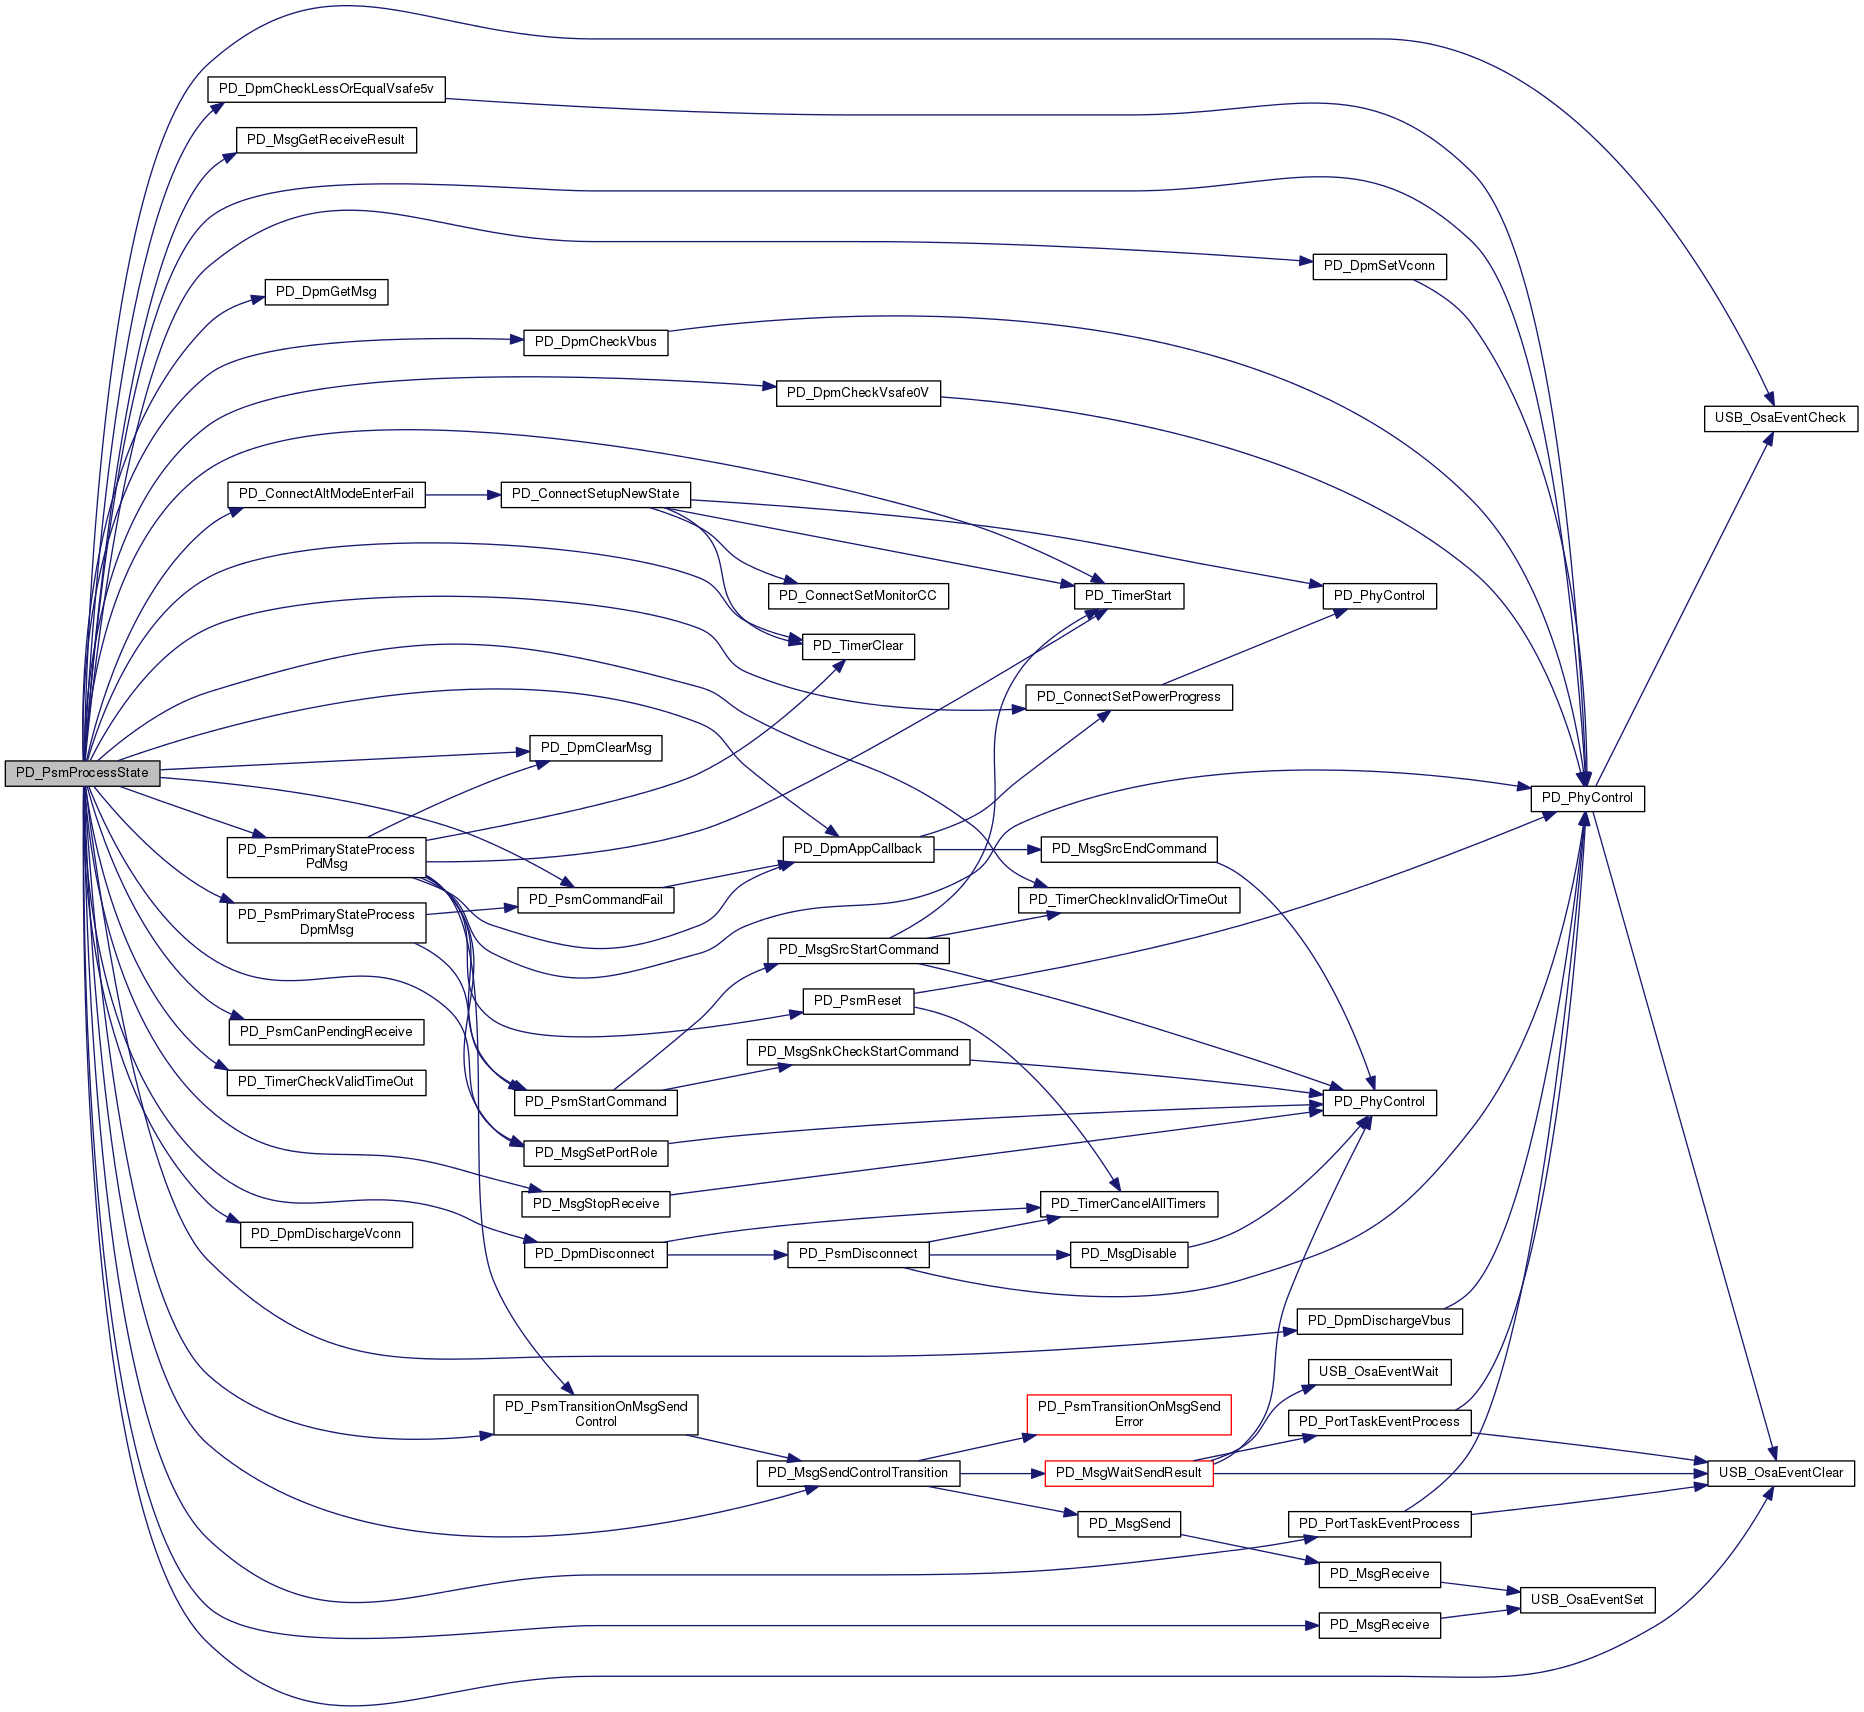 PD_DpmCheckLessOrEqualVsafe5v
PD_MsgGetReceiveResult
PD_DpmSetVconn
PD_DpmGetMsg
PD_DpmCheckVbus
PD_DpmCheckVsafe0V
USB_OsaEventCheck
PD_ConnectAltModeEnterFail
PD_ConnectSetupNewState
PD_ConnectSetMonitorCC
PD_TimerStart
PD_PhyControl
PD_TimerClear
PD_ConnectSetPowerProgress
PD_DpmClearMsg
PD_PsmProcessState
PD_PhyControl
PD_PsmPrimaryStateProcess
PdMsg
PD_DpmAppCallback
PD_MsgSrcEndCommand
PD_PsmCommandFail
PD_TimerCheckInvalidOrTimeOut
PD_PsmPrimaryStateProcess
DpmMsg
PD_MsgSrcStartCommand
PD_PsmReset
PD_PsmCanPendingReceive
PD_MsgSnkCheckStartCommand
PD_TimerCheckValidTimeOut
PD_PsmStartCommand
PD_PhyControl
PD_MsgSetPortRole
PD_MsgStopReceive
PD_TimerCancelAllTimers
PD_DpmDischargeVconn
PD_DpmDisconnect
PD_PsmDisconnect
PD_MsgDisable
PD_DpmDischargeVbus
USB_OsaEventWait
PD_PsmTransitionOnMsgSend
Control
PD_PsmTransitionOnMsgSend
Error
PD_PortTaskEventProcess
PD_MsgSendControlTransition
PD_MsgWaitSendResult
USB_OsaEventClear
PD_MsgSend
PD_PortTaskEventProcess
PD_MsgReceive
USB_OsaEventSet
PD_MsgReceive